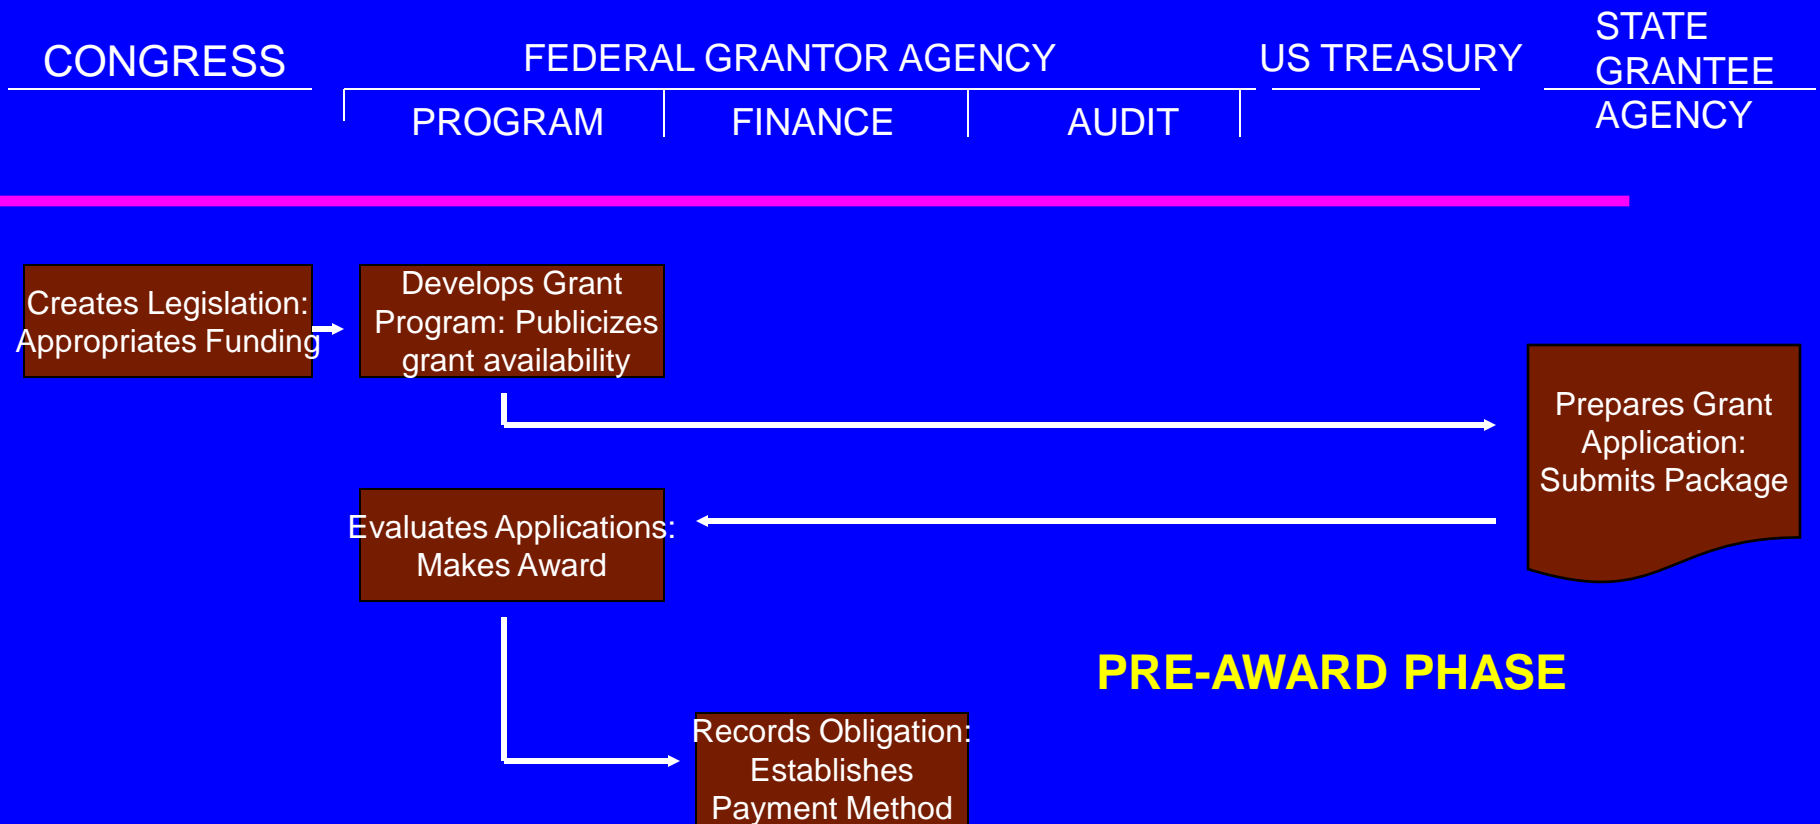 CONGRESS
FEDERAL GRANTOR AGENCY
US TREASURY
STATE
GRANTEE
AGENCY
PROGRAM
FINANCE
AUDIT
Creates Legislation:
Appropriates Funding
Develops Grant
Program: Publicizes
grant availability
Prepares Grant
Application:
Submits Package
Evaluates Applications:
Makes Award
PRE-AWARD PHASE
Records Obligation:
Establishes
Payment Method